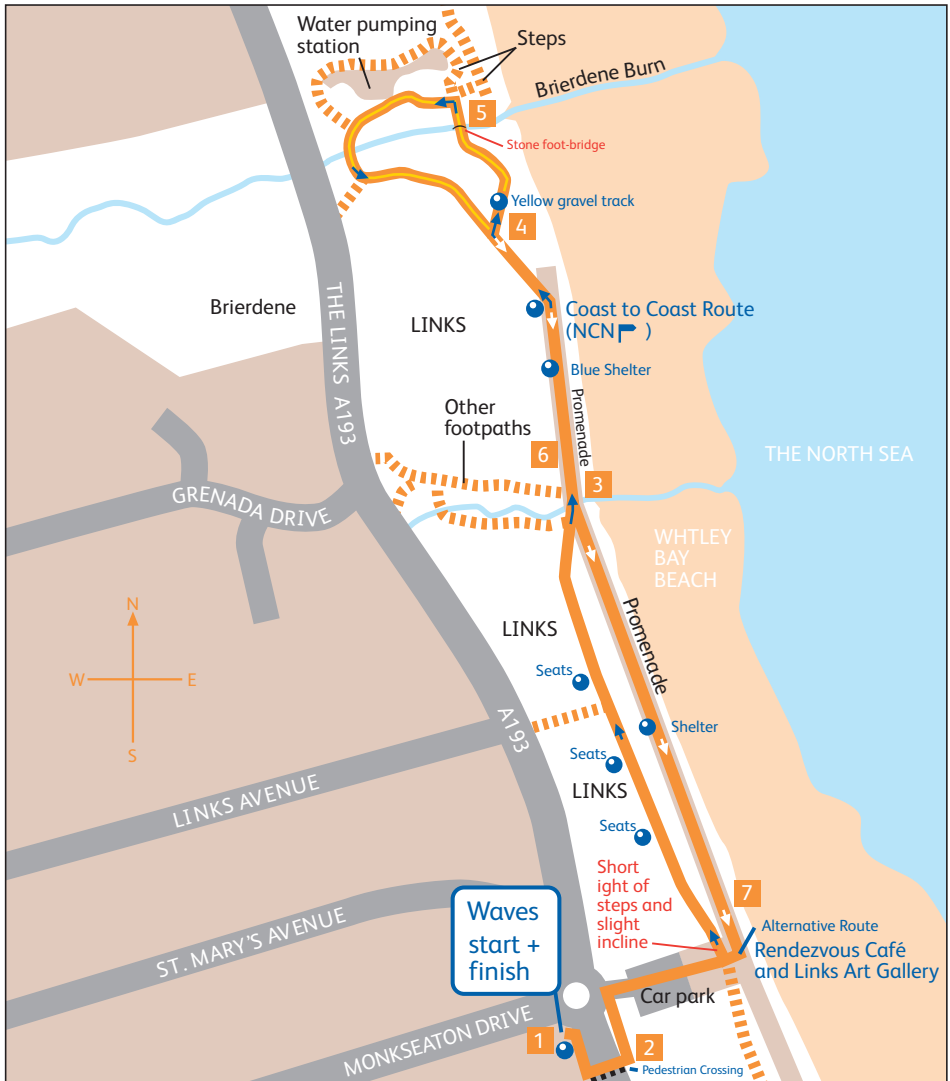 Water pumping
station
Steps
Brierdene Burn
5
Stone foot-bridge
Yellow gravel track
4
Brierdene
THE LINKS A193
LINKS
Coast to Coast Route
(NCN )
Blue Shelter
Promenade
Other
footpaths
6
3
THE NORTH SEA
GRENADA DRIVE
WHTLEY
BAY
BEACH
N
W
E
S
LINKS
Promenade
Seats
A193
Shelter
Seats
LINKS
LINKS AVENUE
Seats
Short
ight of
steps and
slight
incline
7
Alternative Route
Rendezvous Café
and Links Art Gallery
Waves
start +
finish
ST. MARY'S AVENUE
Car park
MONKSEATON DRIVE
1
2
Pedestrian Crossing